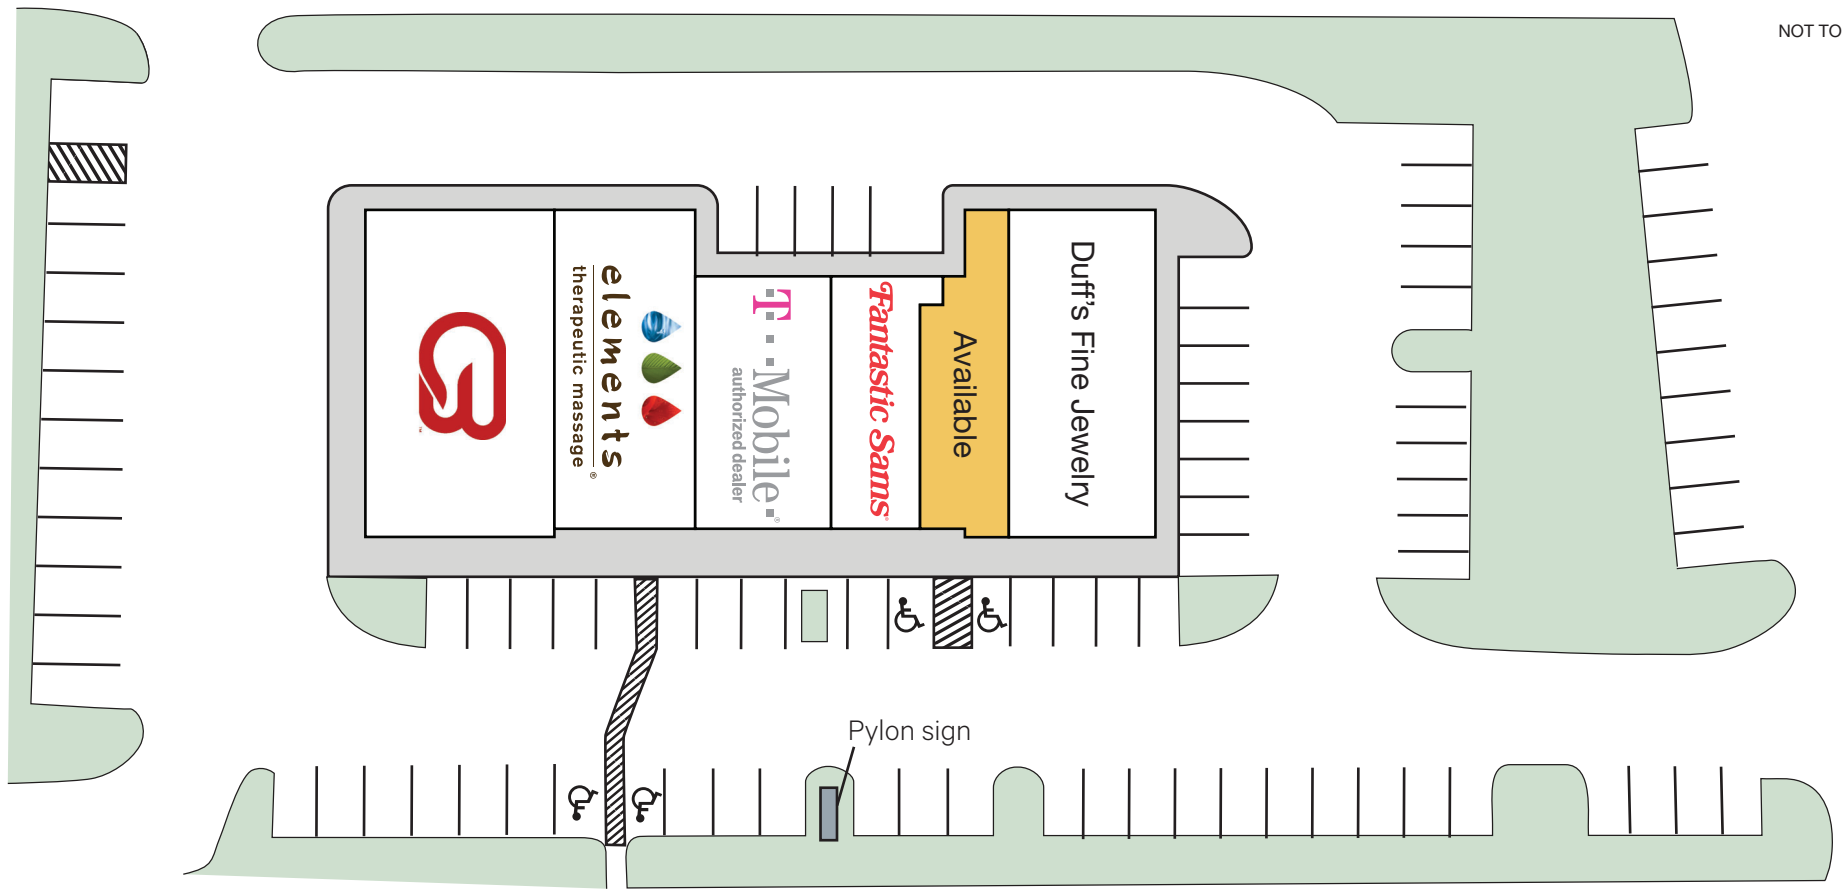 NOT TO
elements
therapeutic massage®
T · · Mobile ·®
authorized dealer
Fantastic Sams®
Available
Duff's Fine Jewelry
Pylon sign